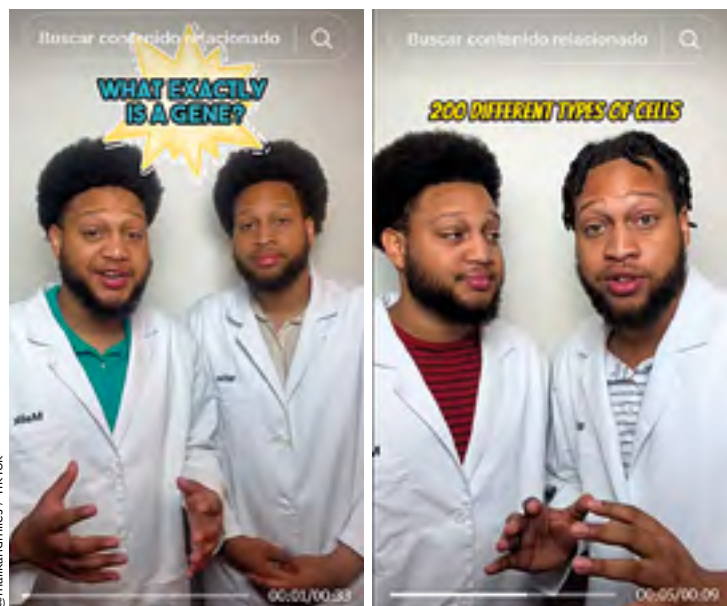 Buscar contenido relacionado
WHAT EXACTLY
IS A GENE?
00:01/00:33
Buscar contenido relacionado
200 DIFFERENT TYPES OF CELLS
00:05/00:09